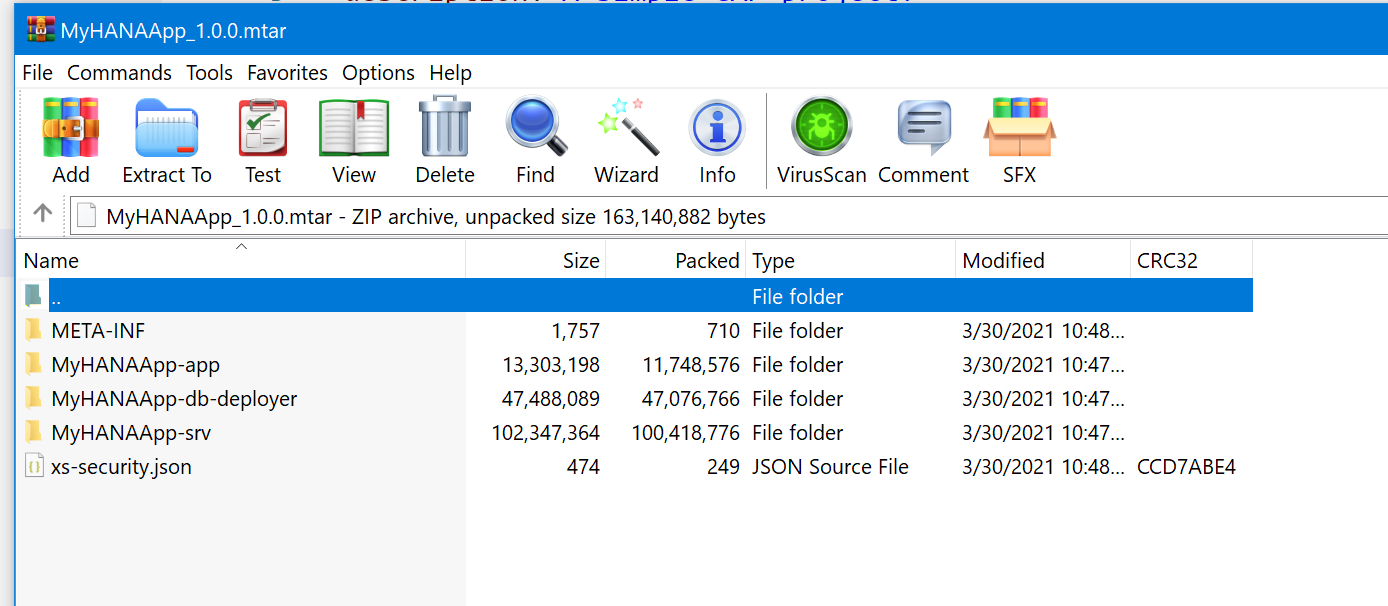 MyHANAApp_1.0.0.mtar
File Commands Tools Favorites Options Help
Add Extract To Test View Delete Find Wizard Info VirusScan Comment SFX
MyHANAApp_1.0.0.mtar - ZIP archive, unpacked size 163,140,882 bytes
Name Size Packed Type Modified CRC32
.. File folder
META-INF 1,757 710 File folder 3/30/2021 10:48...
MyHANAApp-app 13,303,198 11,748,576 File folder 3/30/2021 10:47...
MyHANAApp-db-deployer 47,488,089 47,076,766 File folder 3/30/2021 10:47...
MyHANAApp-srv 102,347,364 100,418,776 File folder 3/30/2021 10:47...
xs-security.json 474 249 JSON Source File 3/30/2021 10:48... CCD7ABE4